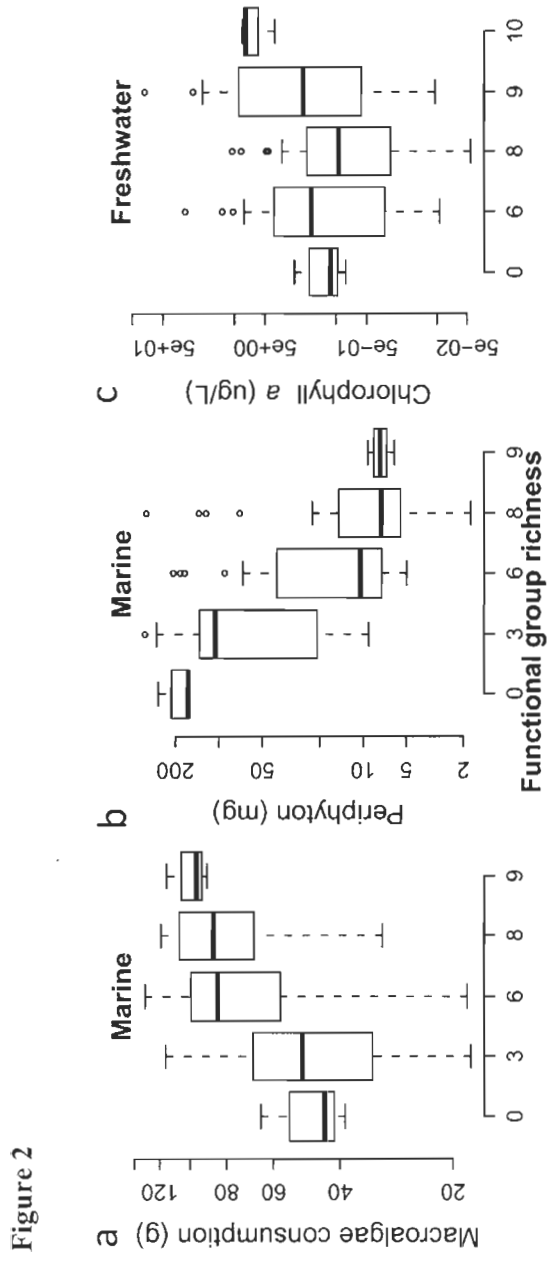 Figure 2
a
Marine
Macroalgae consumption (g)
120
80
60
40
20
0 3 6 8 9
b
Marine
Periphyton (mg)
200
50
10
5
2
0 3 6 8 9
Functional group richness
c
Freshwater
Chlorophyll a (ug/L)
5e+01
5e+00
5e-01
5e-02
0 6 8 9 10